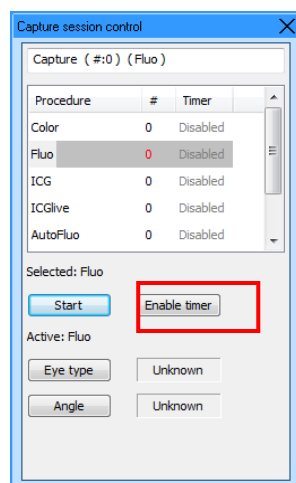 Capture session control
Capture ( #:0 ) ( Fluo )
Procedure # Timer
Color 0 Disabled
Fluo 0 Disabled
ICG 0 Disabled
ICGlive 0 Disabled
AutoFluo 0 Disabled
Selected: Fluo
Start Enable timer
Active: Fluo
Eye type Unknown
Angle Unknown